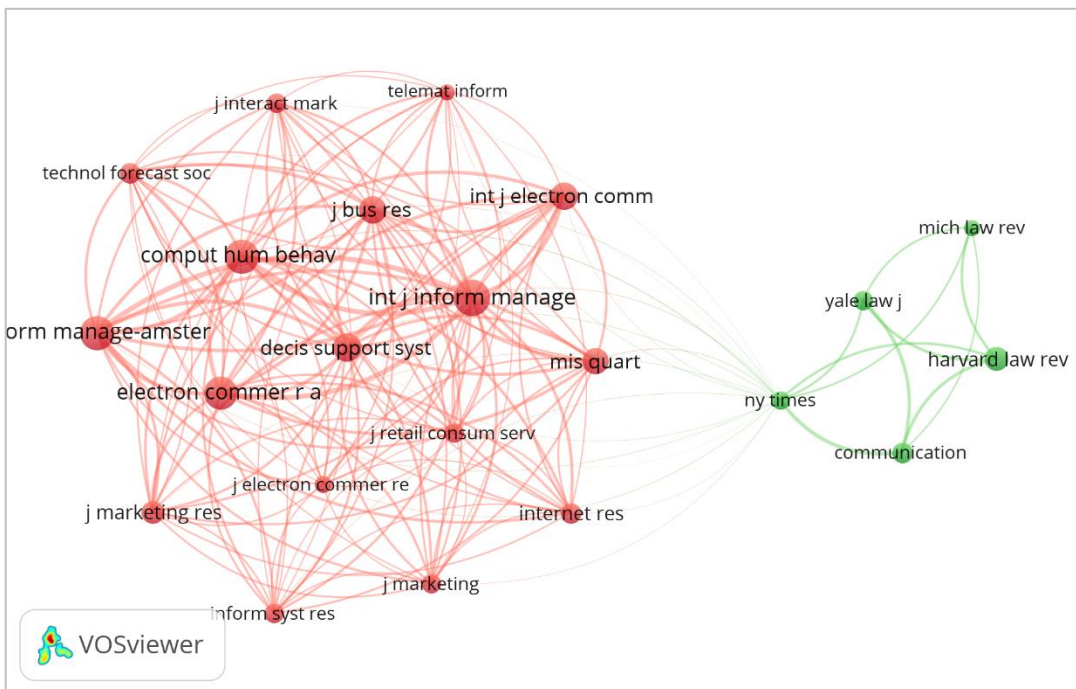 telemat inform
j interact mark
technol forecast soc
int j electron comm
j bus res
mich law rev
comput hum behav
int j inform manage
yale law j
orm manage-amster
decis support syst
mis quart
harvard law rev
electron commer r a
ny times
j retail consum serv
communication
j electron commer re
j marketing res
internet res
j marketing
inform syst res
VOSviewer